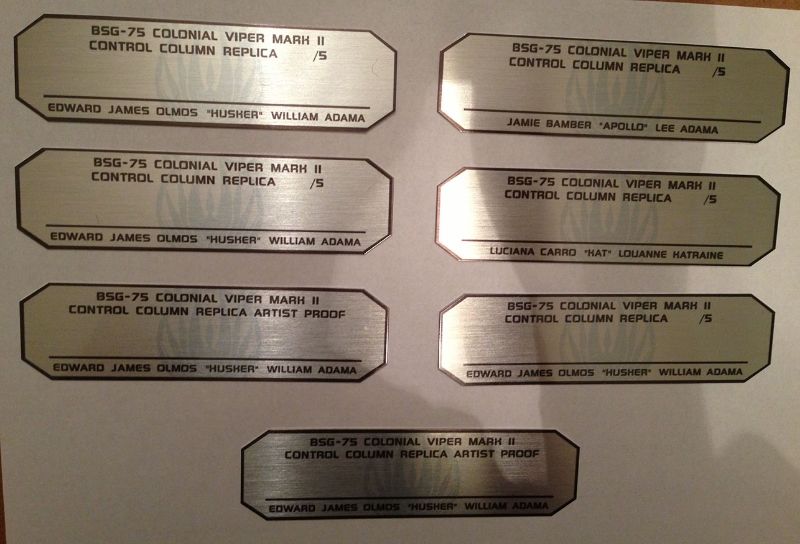 BSG-75 COLONIAL VIPER MARK II
CONTROL COLUMN REPLICA /5
EDWARD JAMES OLMOS "HUSKER" WILLIAM ADAMA
BSG-75 COLONIAL VIPER MARK II
CONTROL COLUMN REPLICA /5
JAMIE BAMBER "APOLLO" LEE ADAMA
BSG-75 COLONIAL VIPER MARK II
CONTROL COLUMN REPLICA /5
EDWARD JAMES OLMOS "HUSKER" WILLIAM ADAMA
BSG-75 COLONIAL VIPER MARK II
CONTROL COLUMN REPLICA /5
LUCIANA CARRO "KAT" LOUANNE KATRAINE
BSG-75 COLONIAL VIPER MARK II
CONTROL COLUMN REPLICA ARTIST PROOF
EDWARD JAMES OLMOS "HUSKER" WILLIAM ADAMA
BSG-75 COLONIAL VIPER MARK II
CONTROL COLUMN REPLICA /5
EDWARD JAMES OLMOS "HUSKER" WILLIAM ADAMA
BSG-75 COLONIAL VIPER MARK II
CONTROL COLUMN REPLICA ARTIST PROOF
EDWARD JAMES OLMOS "HUSKER" WILLIAM ADAMA